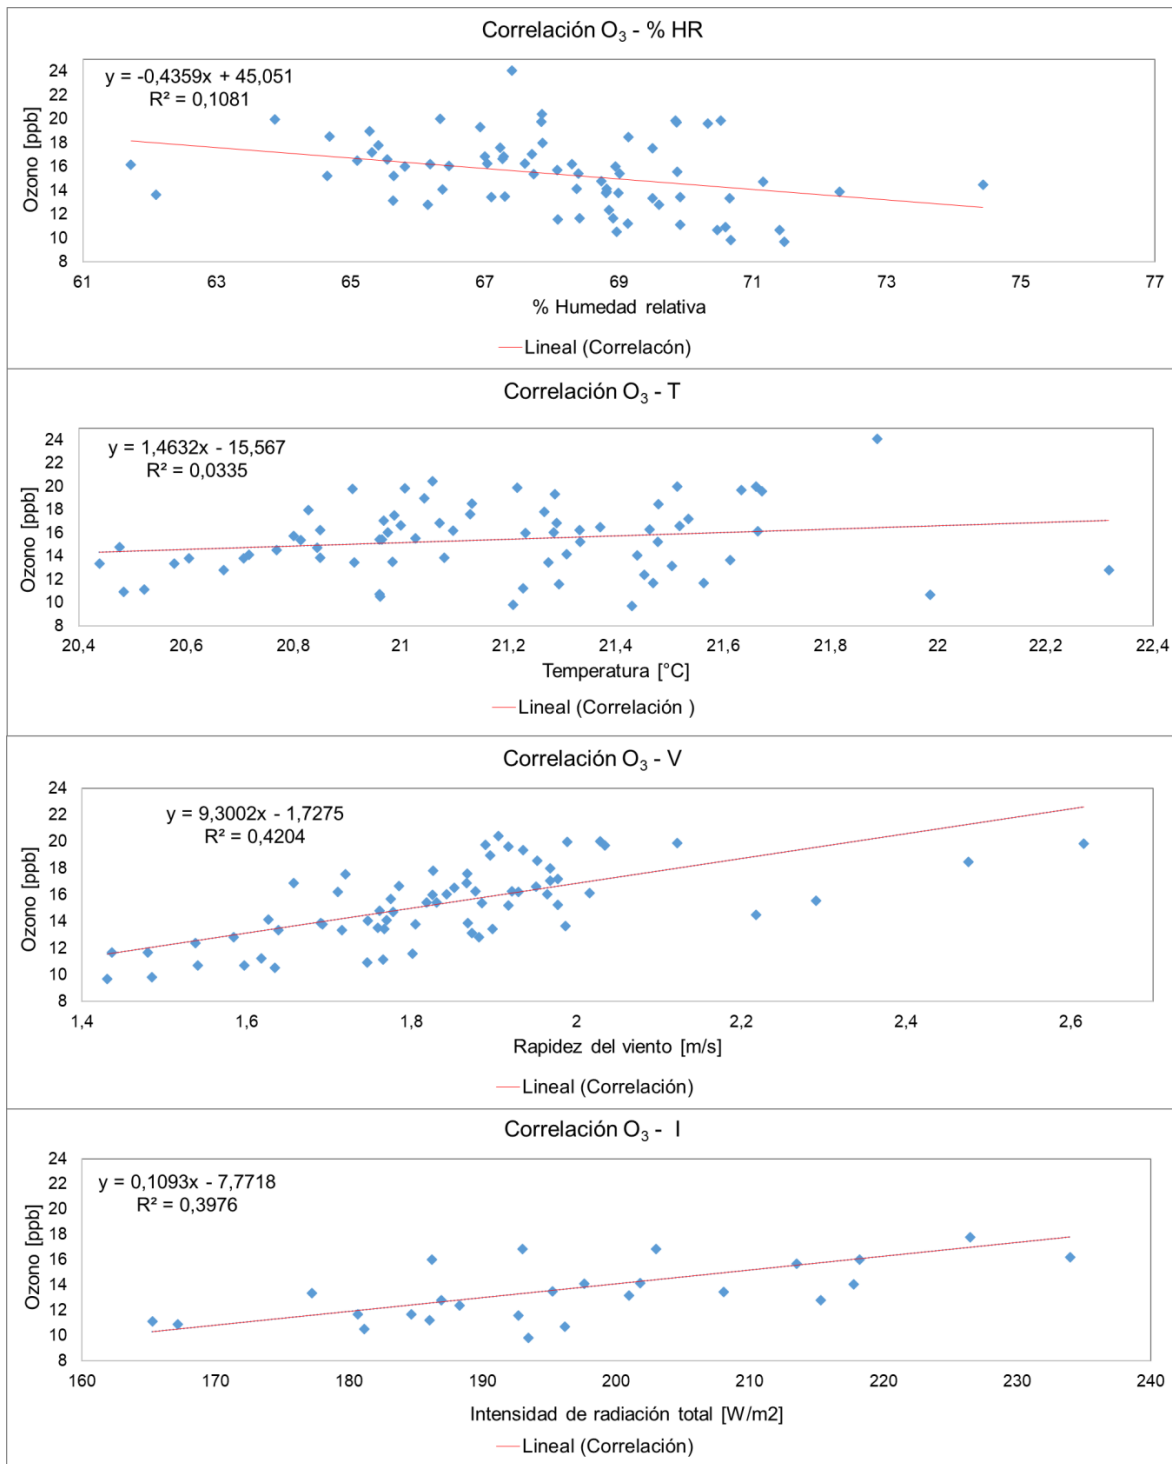 Correlación O₃ - % HR
y = -0,4359x + 45,051
R² = 0,1081
Ozono [ppb]
24
22
20
18
16
14
12
10
8
61 63 65 67 69 71 73 75 77
% Humedad relativa
Lineal (Correlacón)
Correlación O₃ - T
y = 1,4632x - 15,567
R² = 0,0335
Ozono [ppb]
24
22
20
18
16
14
12
10
8
20,4 20,6 20,8 21 21,2 21,4 21,6 21,8 22 22,2 22,4
Temperatura [°C]
Lineal (Correlación )
Correlación O₃ - V
y = 9,3002x - 1,7275
R² = 0,4204
Ozono [ppb]
24
22
20
18
16
14
12
10
8
1,4 1,6 1,8 2 2,2 2,4 2,6
Rapidez del viento [m/s]
Lineal (Correlación)
Correlación O₃ - I
y = 0,1093x - 7,7718
R² = 0,3976
Ozono [ppb]
24
22
20
18
16
14
12
10
8
160 170 180 190 200 210 220 230 240
Intensidad de radiación total [W/m2]
Lineal (Correlación)